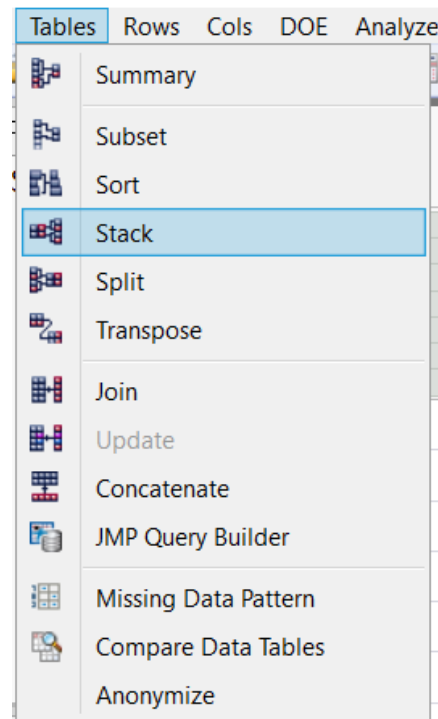 Tables Rows Cols DOE Analyze
Summary
Subset
Sort
Stack
Split
Transpose
Join
Update
Concatenate
JMP Query Builder
Missing Data Pattern
Compare Data Tables
Anonymize